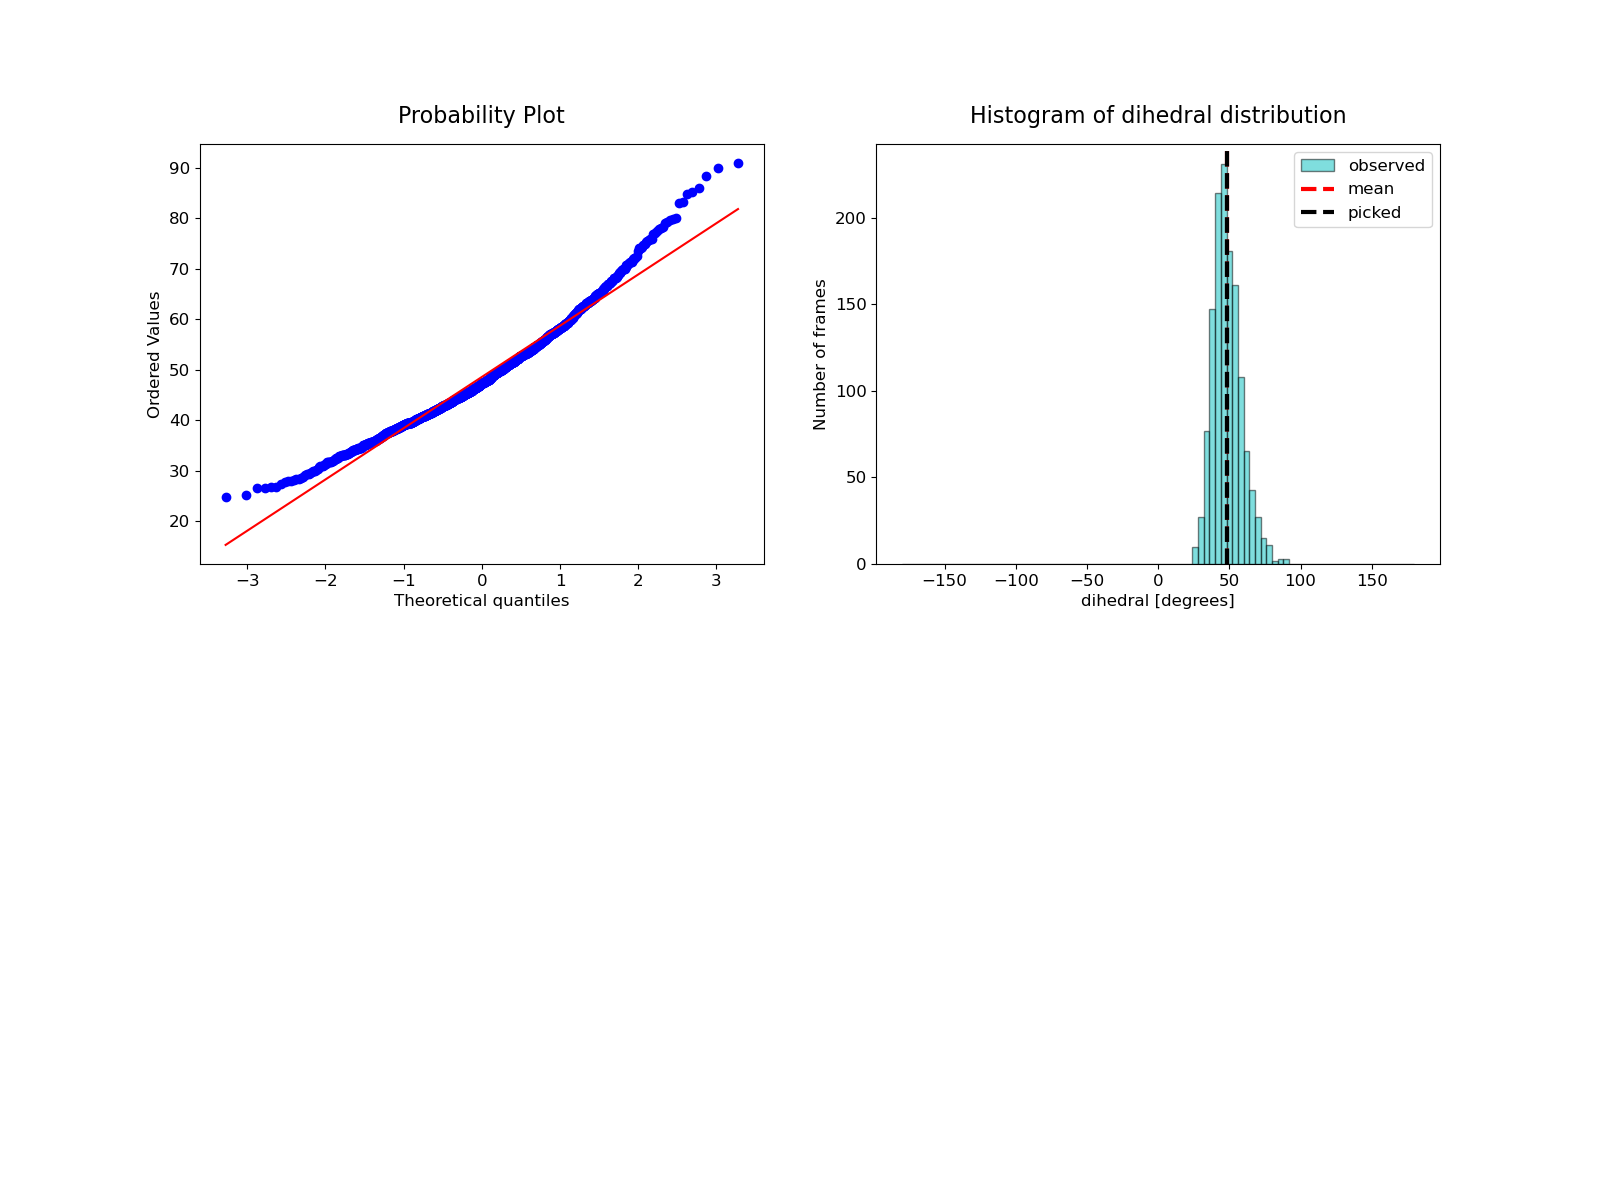 Probability Plot
90
80
70
60
50
40
30
20
Ordered Values
−3 −2 −1 0 1 2 3
Theoretical quantiles
Histogram of dihedral distribution
observed
mean
picked
200
150
100
50
0
Number of frames
−150 −100 −50 0 50 100 150
dihedral [degrees]